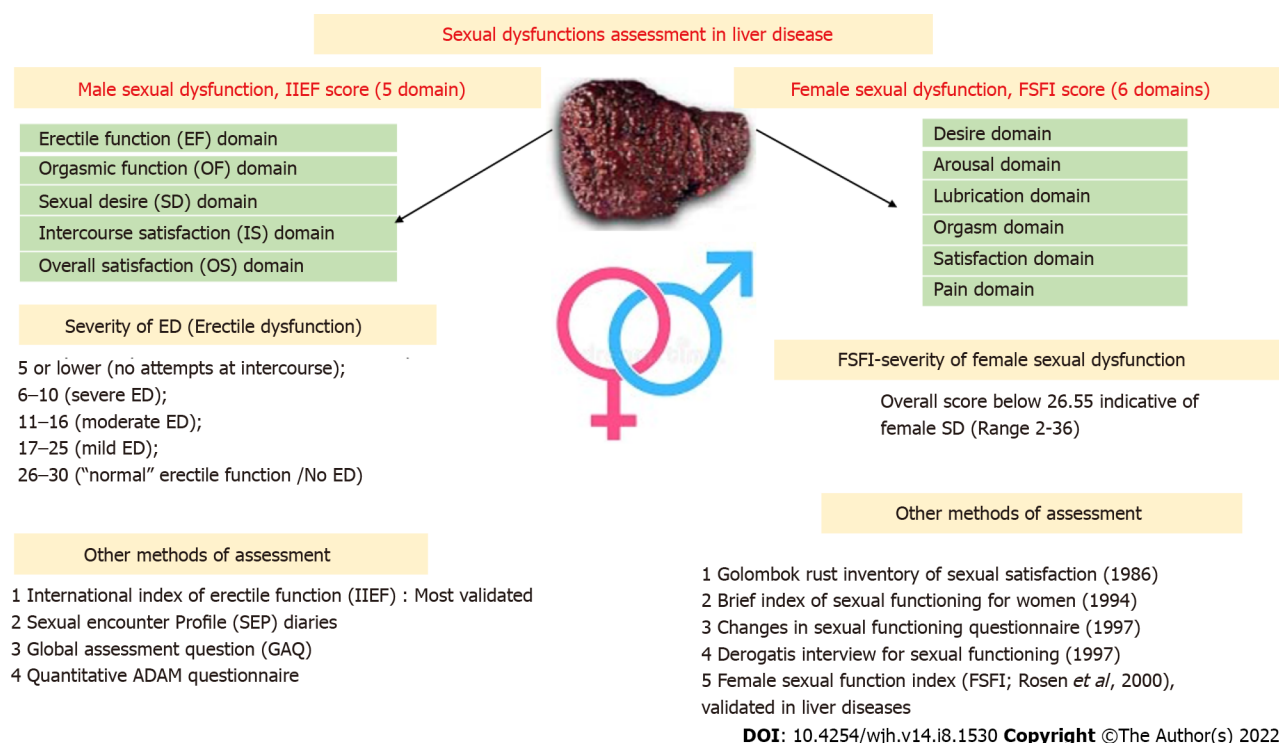 Sexual dysfunctions assessment in liver disease
Male sexual dysfunction, IIEF score (5 domain)
Erectile function (EF) domain
Orgasmic function (OF) domain
Sexual desire (SD) domain
Intercourse satisfaction (IS) domain
Overall satisfaction (OS) domain
Severity of ED (Erectile dysfunction)
5 or lower (no attempts at intercourse);
6–10 (severe ED);
11–16 (moderate ED);
17–25 (mild ED);
26–30 (“normal” erectile function /No ED)
Other methods of assessment
1 International index of erectile function (IIEF) : Most validated
2 Sexual encounter Profile (SEP) diaries
3 Global assessment question (GAQ)
4 Quantitative ADAM questionnaire
Female sexual dysfunction, FSFI score (6 domains)
Desire domain
Arousal domain
Lubrication domain
Orgasm domain
Satisfaction domain
Pain domain
FSFI-severity of female sexual dysfunction
Overall score below 26.55 indicative of
female SD (Range 2-36)
Other methods of assessment
1 Golombok rust inventory of sexual satisfaction (1986)
2 Brief index of sexual functioning for women (1994)
3 Changes in sexual functioning questionnaire (1997)
4 Derogatis interview for sexual functioning (1997)
5 Female sexual function index (FSFI; Rosen et al, 2000),
validated in liver diseases
DOI: 10.4254/wjh.v14.i8.1530 Copyright ©The Author(s) 2022